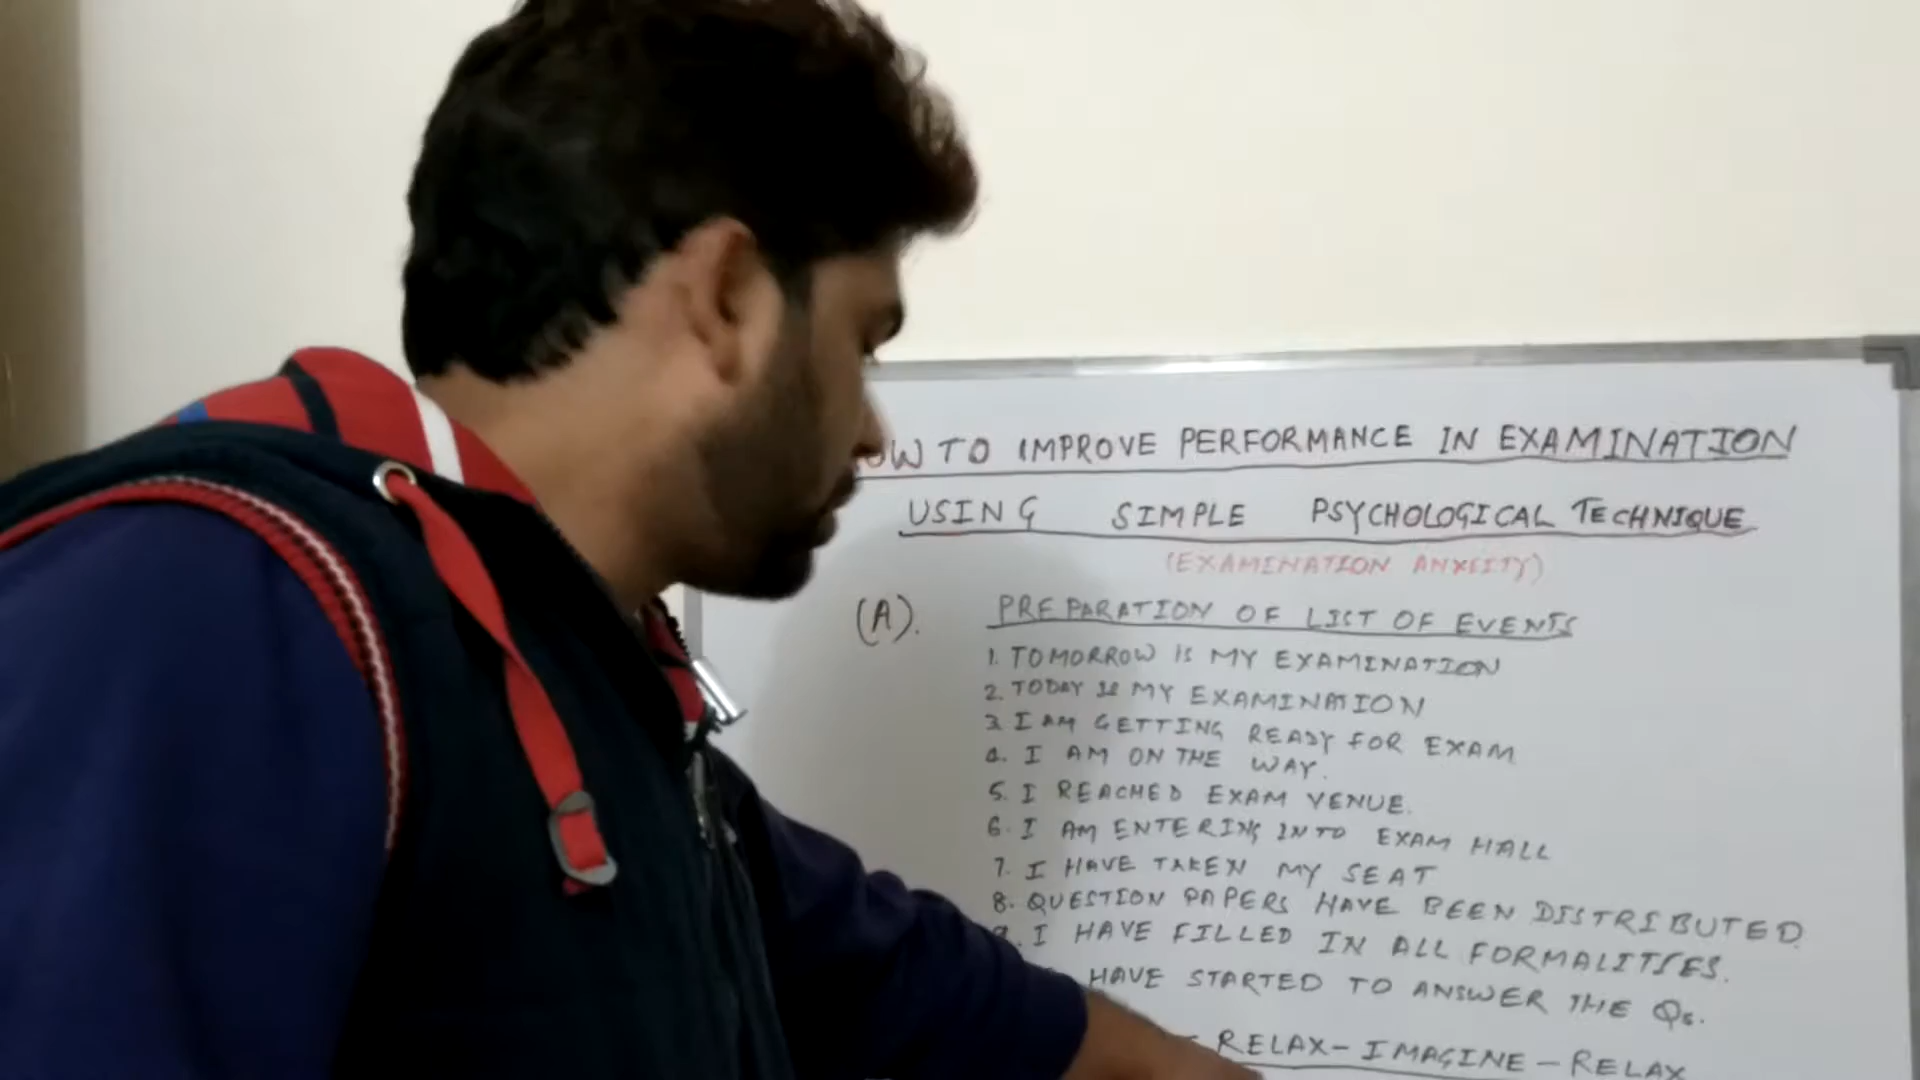 OW TO IMPROVE PERFORMANCE IN EXAMINATION
USING SIMPLE PSYCHOLOGICAL TECHNIQUE
(EXAMINATION ANXEITY)
(A). PREPARATION OF LIST OF EVENTS
1. TOMORROW IS MY EXAMINATION
2. TODAY IS MY EXAMINATION
3. I AM GETTING READY FOR EXAM
4. I AM ON THE WAY.
5. I REACHED EXAM VENUE.
6. I AM ENTERING INTO EXAM HALL
7. I HAVE TAKEN MY SEAT
8. QUESTION PAPERS HAVE BEEN DISTRIBUTED.
9. I HAVE FILLED IN ALL FORMALITIES.
HAVE STARTED TO ANSWER THE Qs.
- RELAX - IMAGINE - RELAX